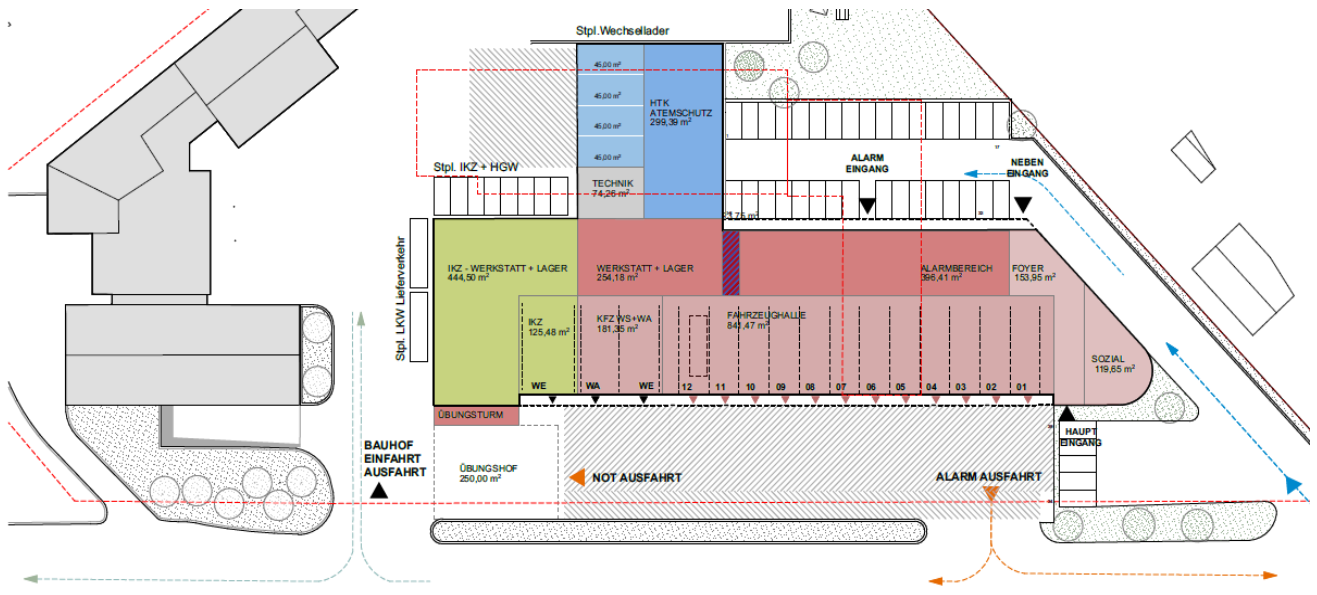 Stpl.Wechsellader
45,00 m²
45,00 m²
45,00 m²
45,00 m²
HTK
ATEMSCHUTZ
299,39 m²
TECHNIK
74,26 m²
Stpl. IKZ + HGW
ALARM
EINGANG
NEBEN
EINGANG
17
Stpl. LKW Lieferverkehr
IKZ - WERKSTATT + LAGER
444,50 m²
WERKSTATT + LAGER
254,18 m²
ALARMBEREICH
396,41 m²
FOYER
153,95 m²
IKZ
125,48 m²
KFZ WS+WA
181,35 m²
FAHRZEUGHALLE
841,47 m²
SOZIAL
119,65 m²
WE
WA
WE
12
11
10
09
08
07
06
05
04
03
02
01
ÜBUNGSTURM
HAUPT
EINGANG
BAUHOF
EINFAHRT
AUSFAHRT
ÜBUNGSHOF
250,00 m²
NOT AUSFAHRT
ALARM AUSFAHRT